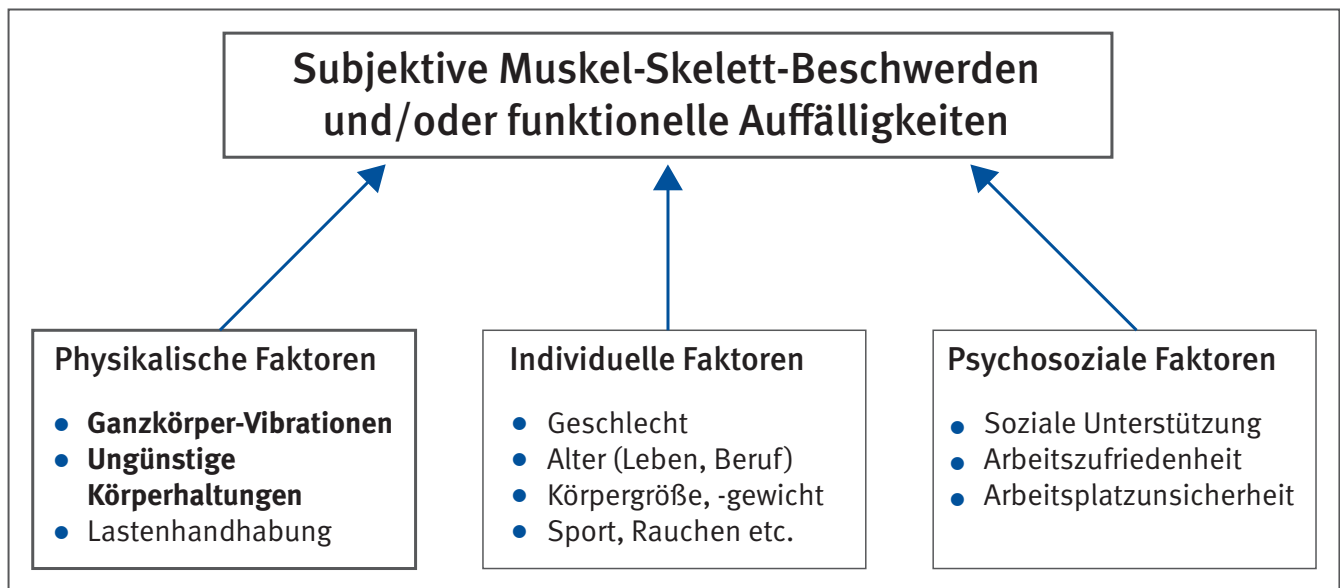 Subjektive Muskel-Skelett-Beschwerden
und/oder funktionelle Auffälligkeiten
Physikalische Faktoren
• Ganzkörper-Vibrationen
• Ungünstige
Körperhaltungen
• Lastenhandhabung
Individuelle Faktoren
• Geschlecht
• Alter (Leben, Beruf)
• Körpergröße, -gewicht
• Sport, Rauchen etc.
Psychosoziale Faktoren
• Soziale Unterstützung
• Arbeitszufriedenheit
• Arbeitsplatzunsicherheit